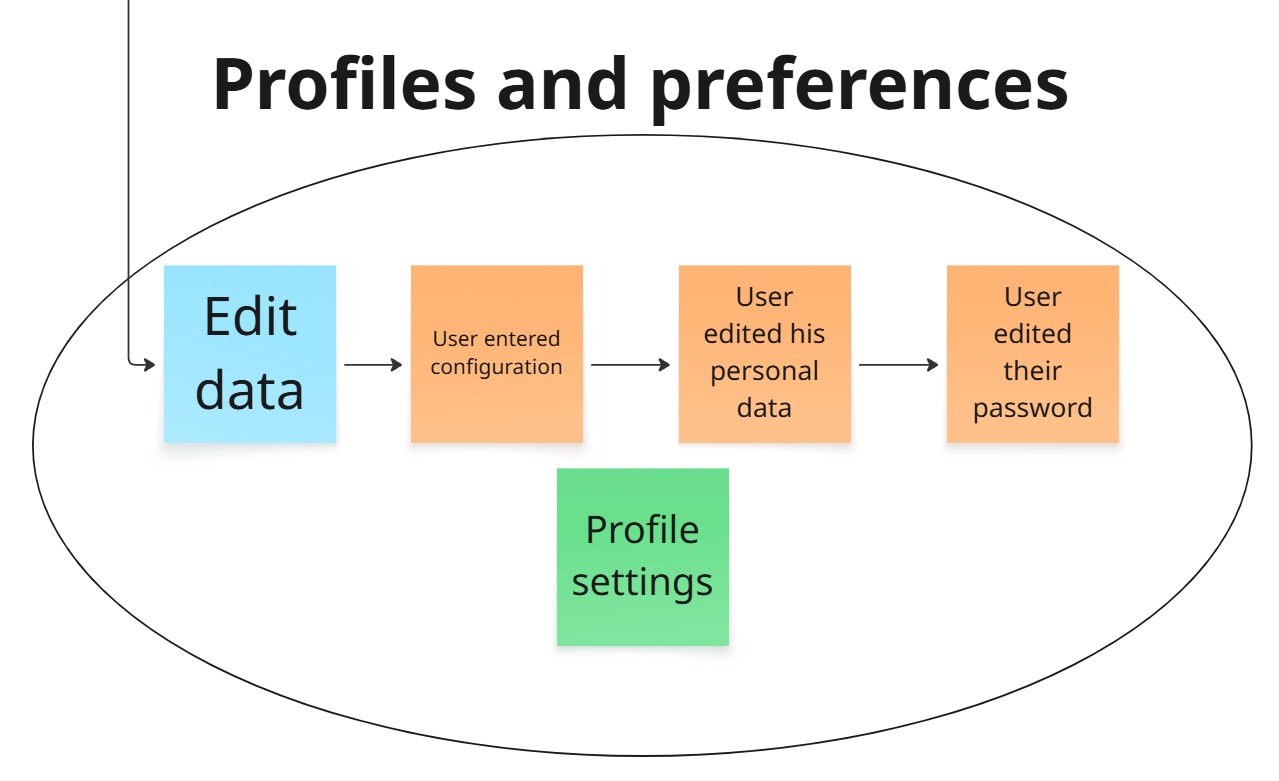 Profiles and preferences
Edit
data
User entered
configuration
User
edited his
personal
data
User
edited
their
password
Profile
settings